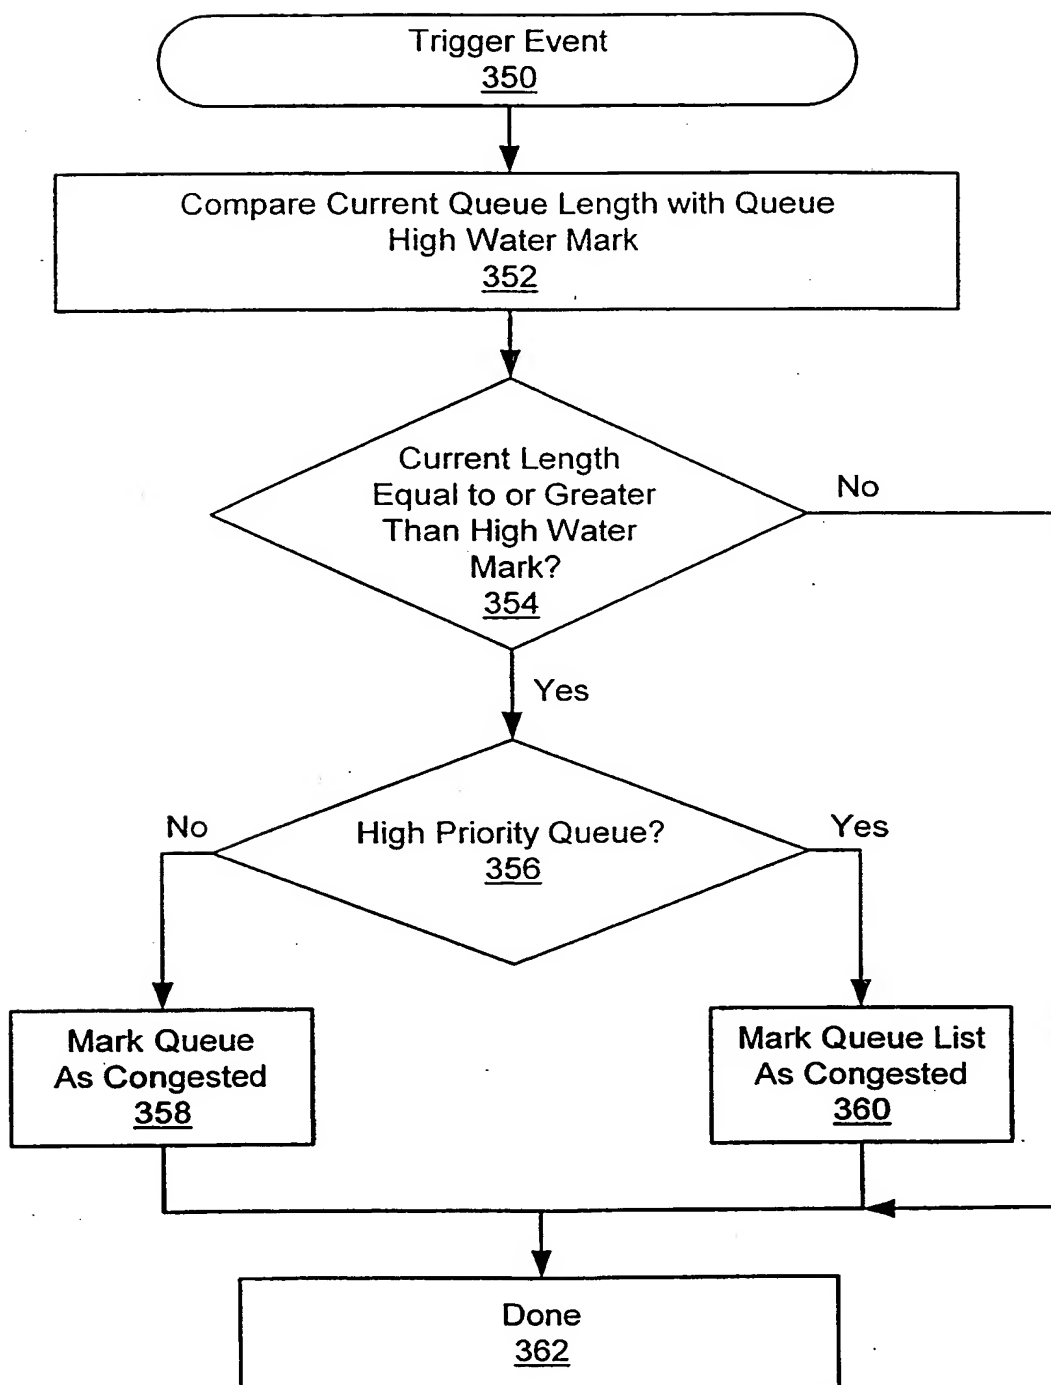 Trigger Event
350
Compare Current Queue Length with Queue
High Water Mark
352
Current Length
Equal to or Greater
Than High Water
Mark?
354
No
Yes
High Priority Queue?
356
No
Yes
Mark Queue
As Congested
358
Mark Queue List
As Congested
360
Done
362